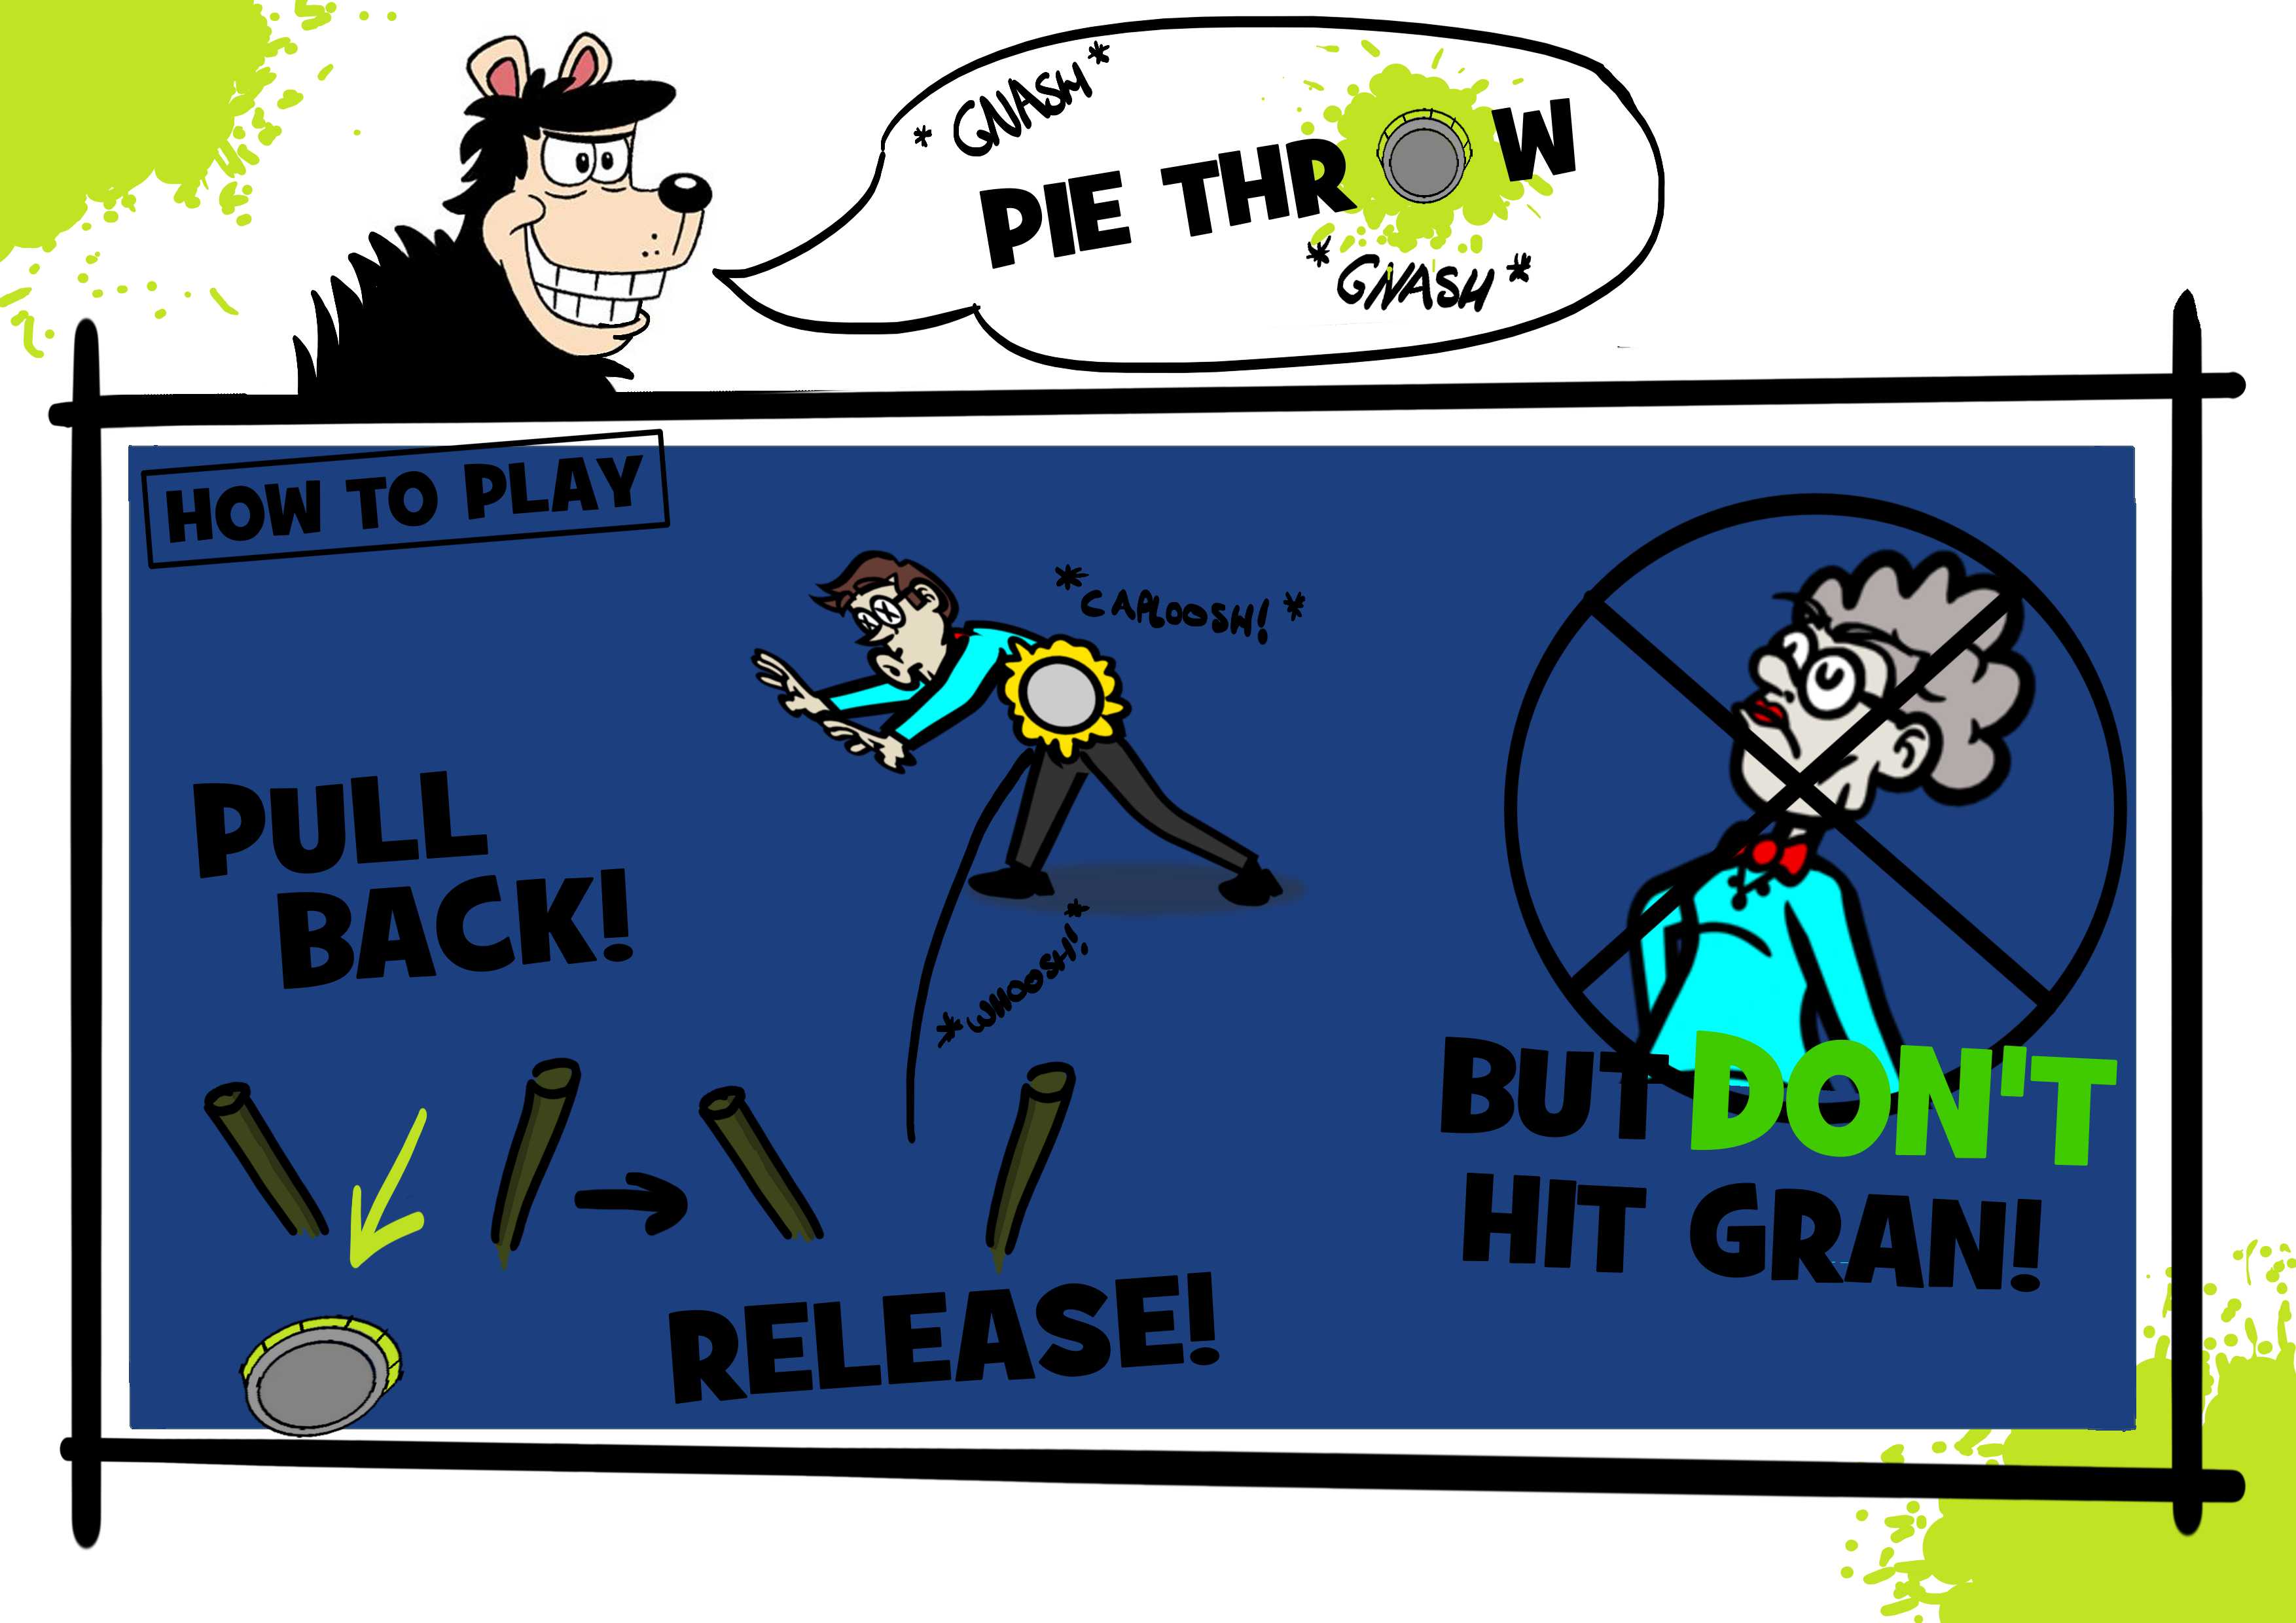 *GNASH*
PIE THROW
*GNASH*
HOW TO PLAY
*CAPLOOSH!*
PULL
BACK!
*WHOOSH!*
RELEASE!
BUT DON'T
HIT GRAN!